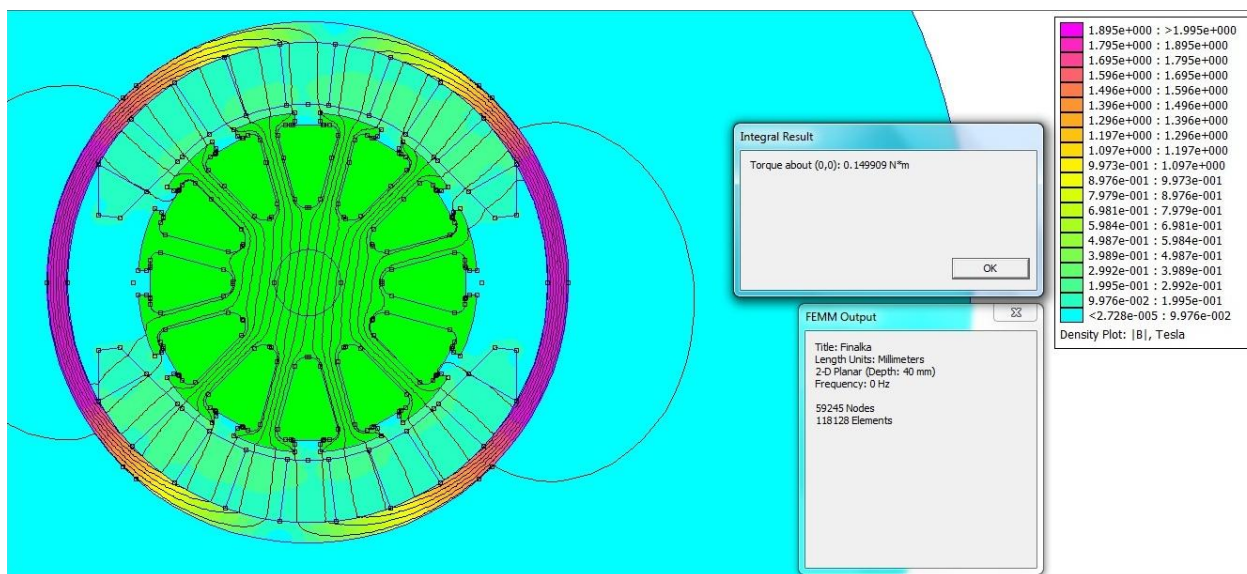 1.895e+000 : >1.995e+000
1.795e+000 : 1.895e+000
1.695e+000 : 1.795e+000
1.596e+000 : 1.695e+000
1.496e+000 : 1.596e+000
1.396e+000 : 1.496e+000
1.296e+000 : 1.396e+000
1.197e+000 : 1.296e+000
1.097e+000 : 1.197e+000
9.973e-001 : 1.097e+000
8.976e-001 : 9.973e-001
7.979e-001 : 8.976e-001
6.981e-001 : 7.979e-001
5.984e-001 : 6.981e-001
4.987e-001 : 5.984e-001
3.989e-001 : 4.987e-001
2.992e-001 : 3.989e-001
1.995e-001 : 2.992e-001
9.976e-002 : 1.995e-001
<2.728e-005 : 9.976e-002
Density Plot: |B|, Tesla
Integral Result
Torque about (0,0): 0.149909 N*m
OK
FEMM Output
Title: Finalka
Length Units: Millimeters
2-D Planar (Depth: 40 mm)
Frequency: 0 Hz
59245 Nodes
118128 Elements